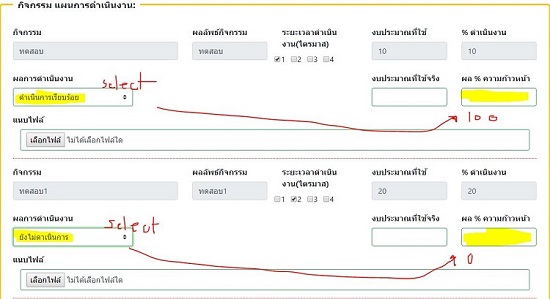 กิจกรรม แผนการดำเนินงาน:
กิจกรรม ผลลัพธ์กิจกรรม ระยะเวลาดำเนินงาน(ไตรมาส) งบประมาณที่ใช้ % ดำเนินงาน
ทดสอบ ทดสอบ 1 2 3 4 10 10
ผลการดำเนินงาน select งบประมาณที่ใช้จริง ผล % ความก้าวหน้า
ดำเนินการเรียบร้อย
100
แนบไฟล์
เลือกไฟล์ ไม่ได้เลือกไฟล์ใด
กิจกรรม ผลลัพธ์กิจกรรม ระยะเวลาดำเนินงาน(ไตรมาส) งบประมาณที่ใช้ % ดำเนินงาน
ทดสอบ1 ทดสอบ1 1 2 3 4 20 20
ผลการดำเนินงาน select งบประมาณที่ใช้จริง ผล % ความก้าวหน้า
ยังไม่ดำเนินการ
0
แนบไฟล์
เลือกไฟล์ ไม่ได้เลือกไฟล์ใด